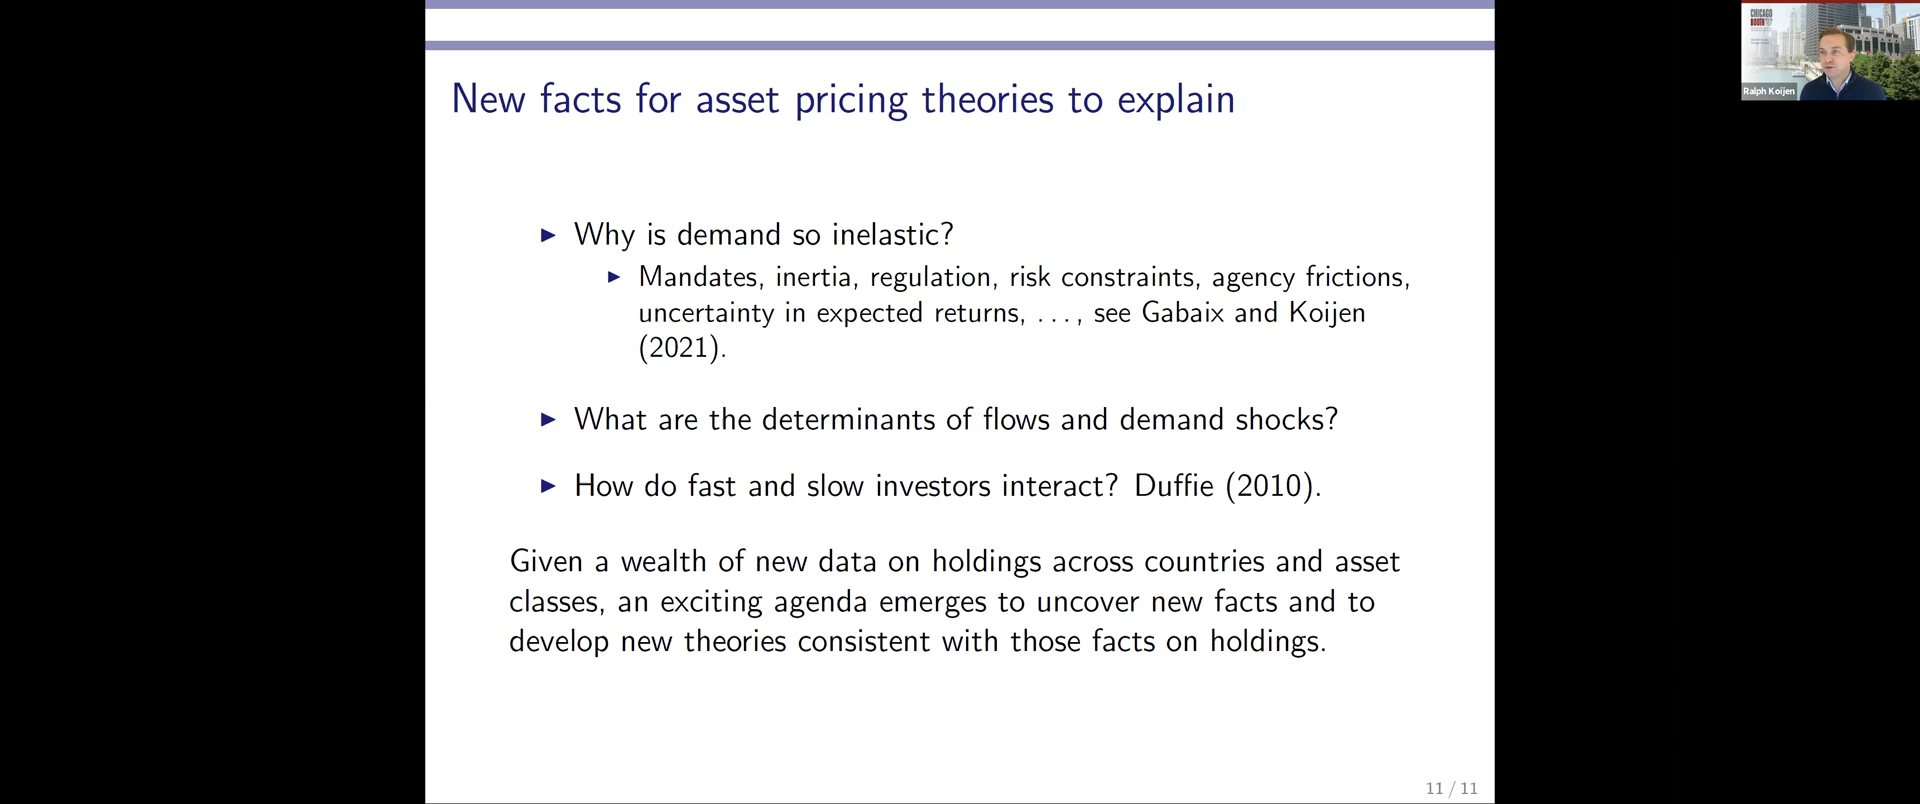 New facts for asset pricing theories to explain
▶ Why is demand so inelastic?
▶ Mandates, inertia, regulation, risk constraints, agency frictions,
uncertainty in expected returns, . . . , see Gabaix and Koijen
(2021).
▶ What are the determinants of flows and demand shocks?
▶ How do fast and slow investors interact? Duffie (2010).
Given a wealth of new data on holdings across countries and asset
classes, an exciting agenda emerges to uncover new facts and to
develop new theories consistent with those facts on holdings.
11 / 11
CHICAGO
BOOTH
Ralph Koijen